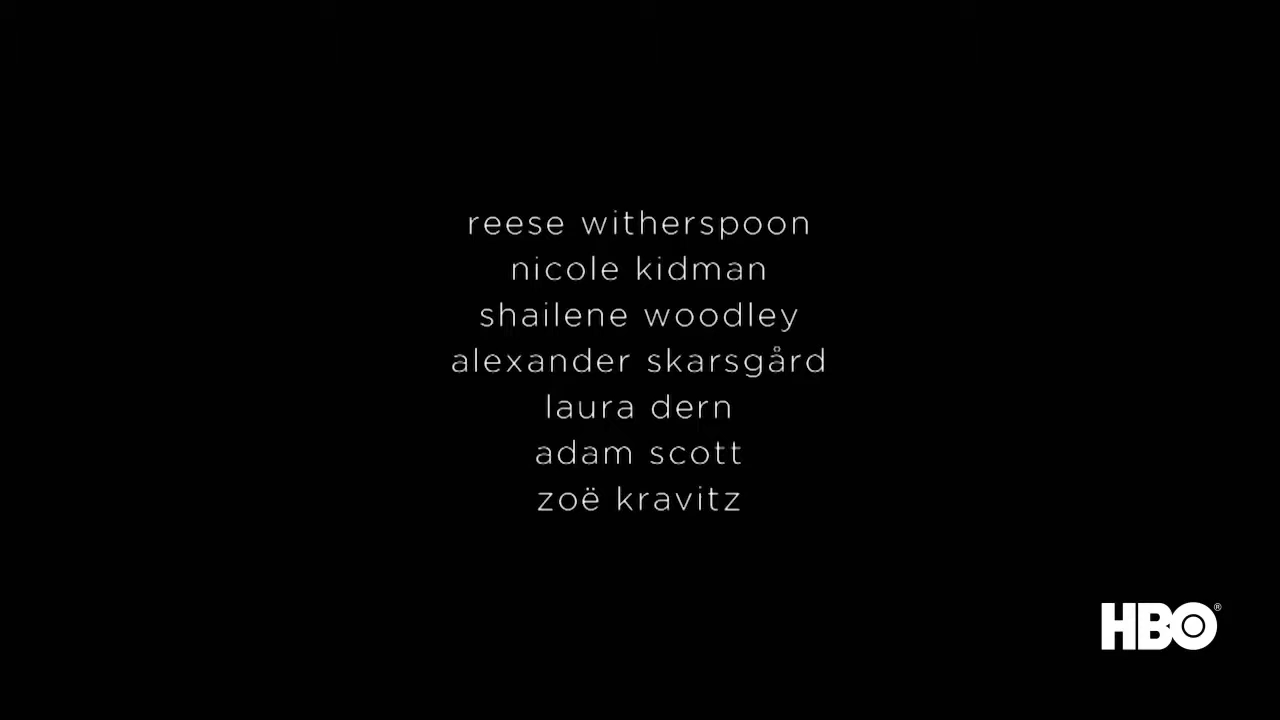 reese witherspoon
nicole kidman
shailene woodley
alexander skarsgård
laura dern
adam scott
zoë kravitz
HBO®